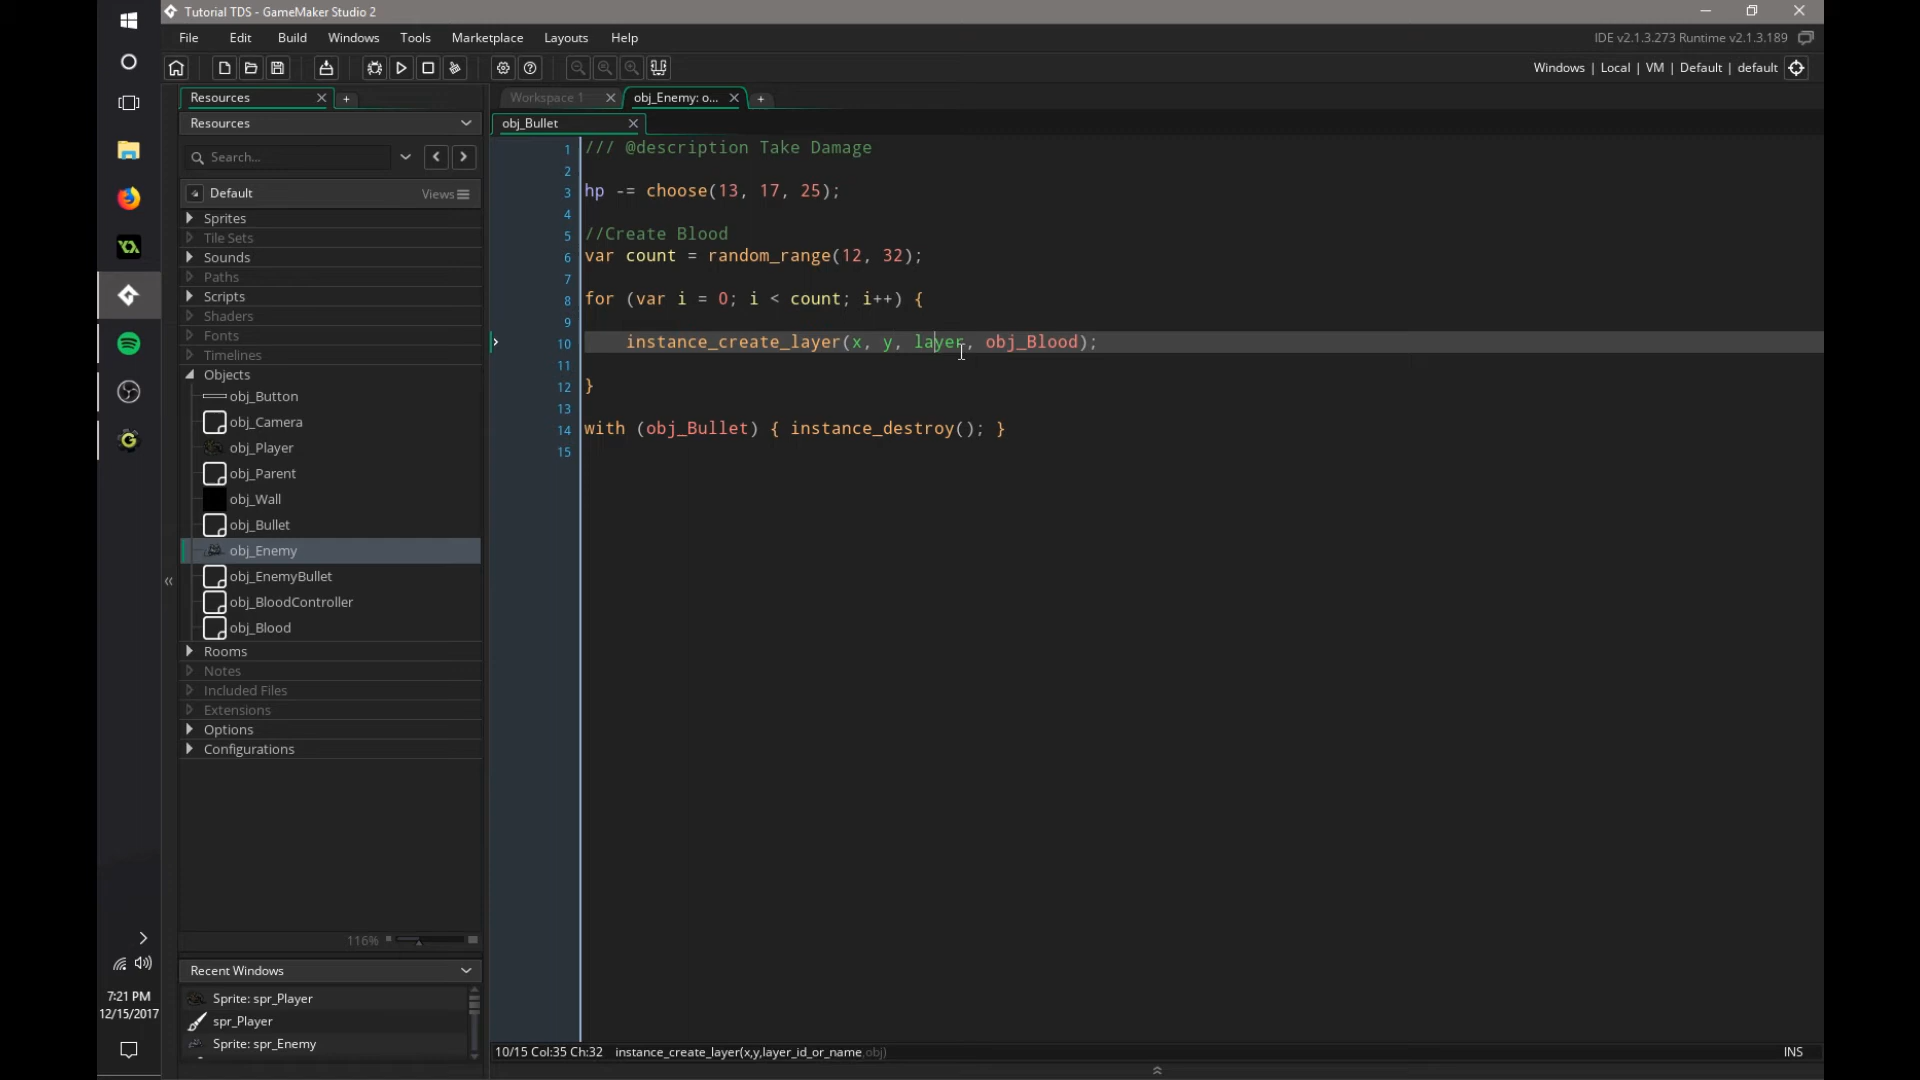 Tutorial TDS - GameMaker Studio 2
File Edit Build Windows Tools Marketplace Layouts Help
IDE v2.1.3.273 Runtime v2.1.3.189
Windows | Local | VM | Default | default
Resources
Workspace 1
obj_Enemy: o...
Resources
obj_Bullet
Search...
Default
Views
Sprites
Tile Sets
Sounds
Paths
Scripts
Shaders
Fonts
Timelines
Objects
obj_Button
obj_Camera
obj_Player
obj_Parent
obj_Wall
obj_Bullet
obj_Enemy
obj_EnemyBullet
obj_BloodController
obj_Blood
Rooms
Notes
Included Files
Extensions
Options
Configurations
116%
Recent Windows
Sprite: spr_Player
spr_Player
Sprite: spr_Enemy
1 /// @description Take Damage
2
3 hp -= choose(13, 17, 25);
4
5 //Create Blood
6 var count = random_range(12, 32);
7
8 for (var i = 0; i < count; i++) {
9
10 instance_create_layer(x, y, layer, obj_Blood);
11
12 }
13
14 with (obj_Bullet) { instance_destroy(); }
15
10/15 Col:35 Ch:32 instance_create_layer(x,y,layer_id_or_name,obj)
INS
7:21 PM
12/15/2017